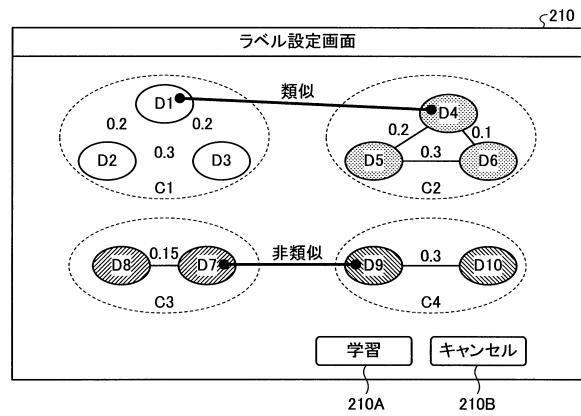 210
ラベル設定画面
D1 類似 D4
0.2 0.2 0.2 0.1
D2 0.3 D3 D5 0.3 D6
C1 C2
D8 0.15 D7 非類似 D9 0.3 D10
C3 C4
学習 キャンセル
210A 210B